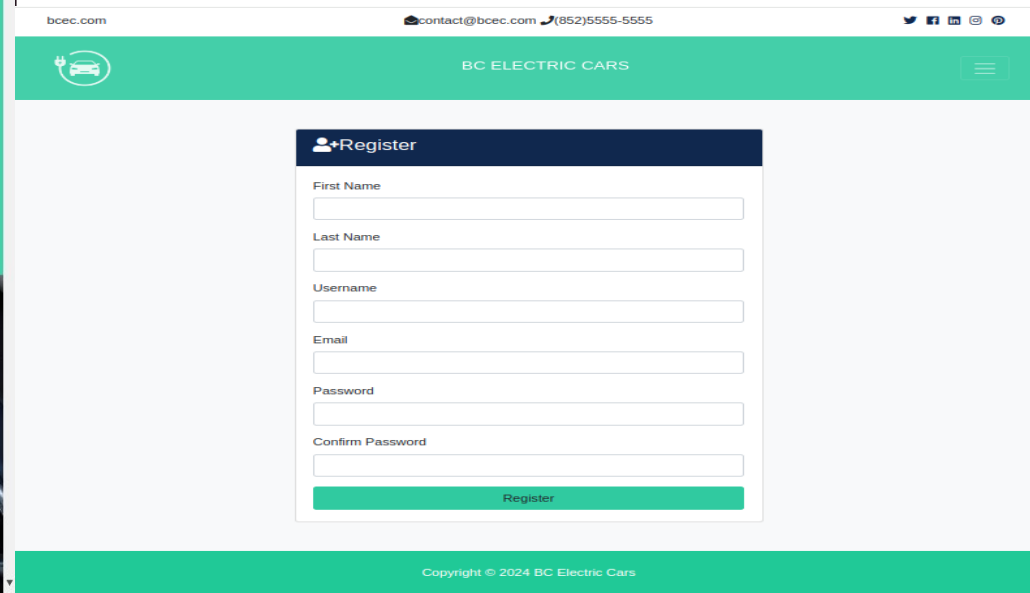 bcec.com contact@bcec.com (852)5555-5555
BC ELECTRIC CARS
Register
First Name
Last Name
Username
Email
Password
Confirm Password
Register
Copyright © 2024 BC Electric Cars